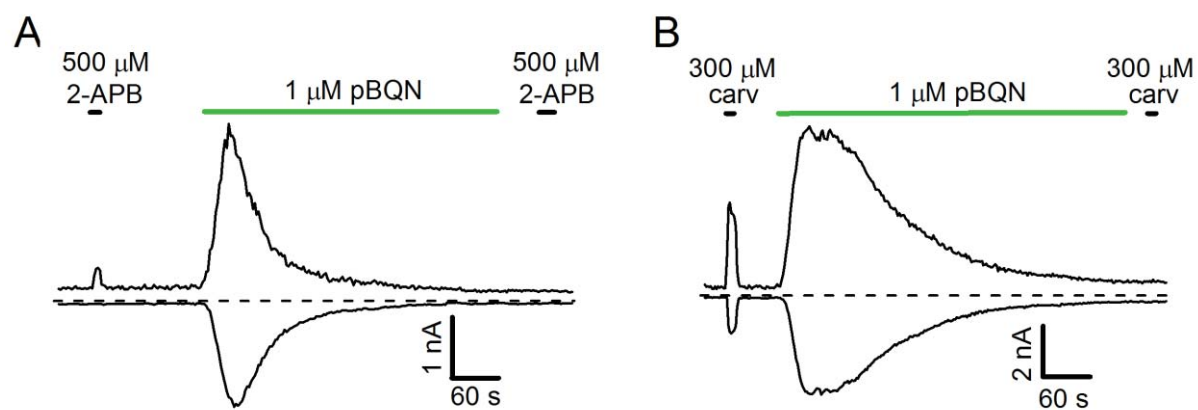 A
500 μM
2-APB
1 μM pBQN
500 μM
2-APB
1 nA
60 s
B
300 μM
carv
1 μM pBQN
300 μM
carv
2 nA
60 s